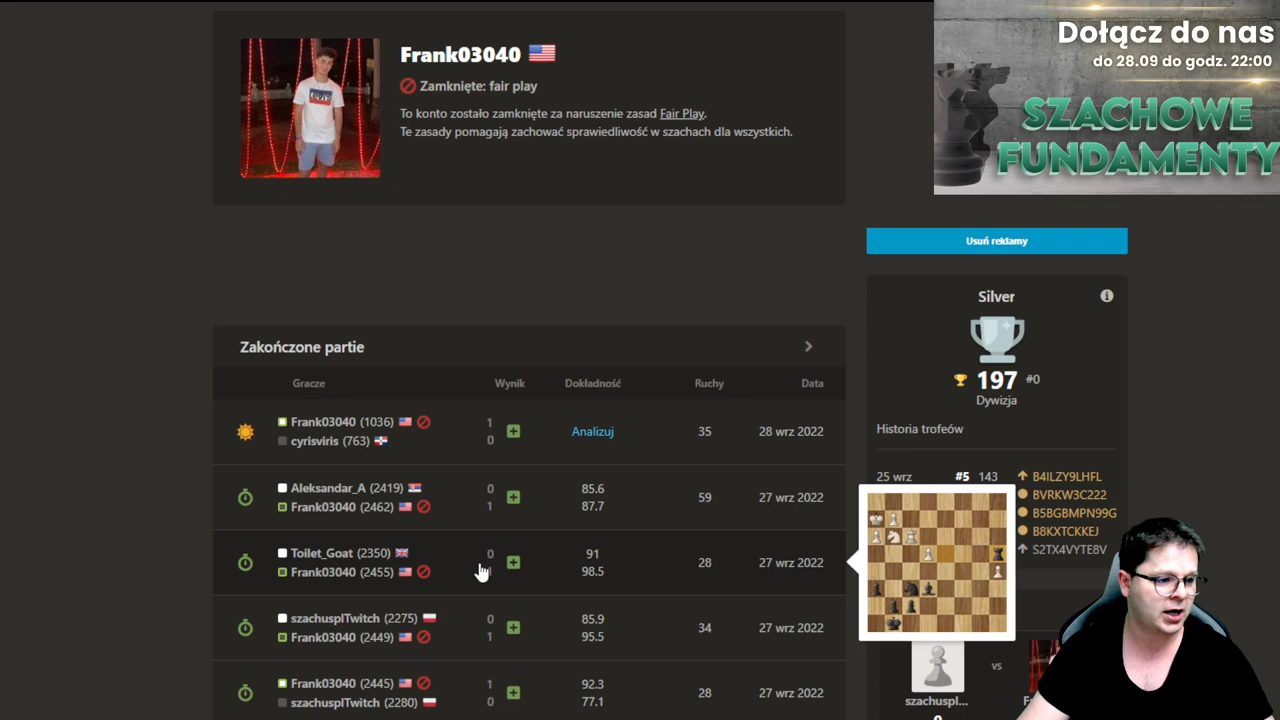 Frank03040
Zamknięte: fair play
To konto zostało zamknięte za naruszenie zasad Fair Play.
Te zasady pomagają zachować sprawiedliwość w szachach dla wszystkich.
Dołącz do nas
do 28.09 do godz. 22:00
SZACHOWE
FUNDAMENTY
Usuń reklamy
Silver
197 #0
Dywizja
Historia trofeów
25 wrz #5 143
B4ILZY9LHFL
BVRKW3C222
B5BGBMPN99G
B8KXTCKKEJ
S2TX4VYTE8V
Zakończone partie
Gracze Wynik Dokładność Ruchy Data
Frank03040 (1036) 1
cyrisviris (763) 0
Analizuj 35 28 wrz 2022
Aleksandar_A (2419) 0 85.6
Frank03040 (2462) 1 87.7
59 27 wrz 2022
Toilet_Goat (2350) 0 91
Frank03040 (2455) 98.5
28 27 wrz 2022
szachusplTwitch (2275) 0 85.9
Frank03040 (2449) 1 95.5
34 27 wrz 2022
Frank03040 (2445) 1 92.3
szachusplTwitch (2280) 0 77.1
28 27 wrz 2022
vs
szachuspl...